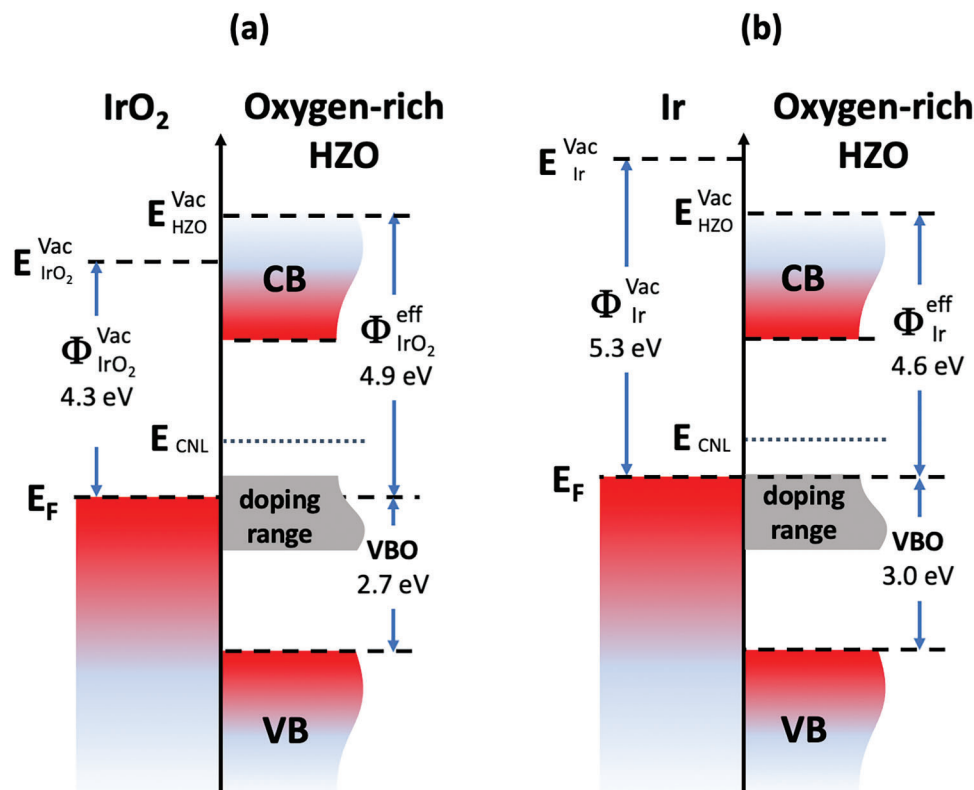 (a)
IrO₂
Oxygen-rich
HZO
E Vac HZO
E Vac IrO₂
CB
Φ Vac IrO₂
4.3 eV
Φ eff IrO₂
4.9 eV
E CNL
E F
doping
range
VBO
2.7 eV
VB
(b)
Ir
Oxygen-rich
HZO
E Vac Ir
E Vac HZO
CB
Φ Vac Ir
5.3 eV
Φ eff Ir
4.6 eV
E CNL
E F
doping
range
VBO
3.0 eV
VB